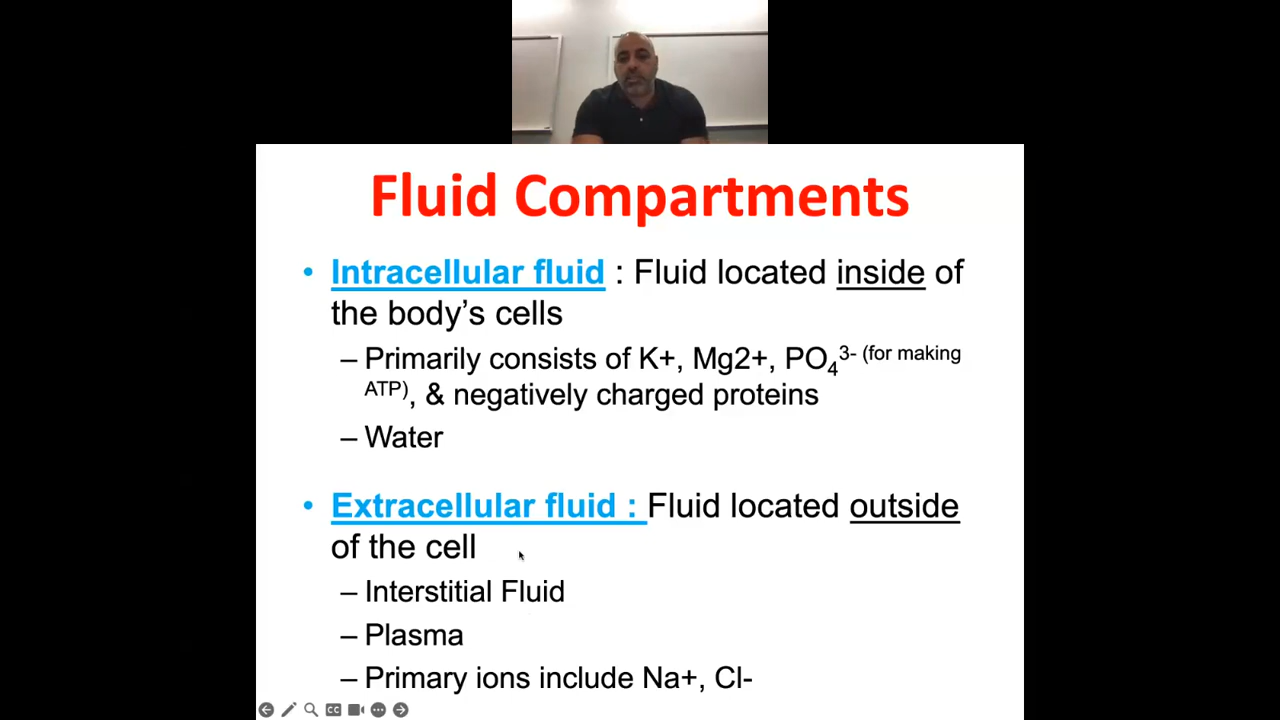 Fluid Compartments
• Intracellular fluid : Fluid located inside of
the body’s cells
– Primarily consists of K+, Mg2+, PO₄³⁻ (for making
ATP), & negatively charged proteins
– Water
• Extracellular fluid : Fluid located outside
of the cell
– Interstitial Fluid
– Plasma
– Primary ions include Na+, Cl-
CC